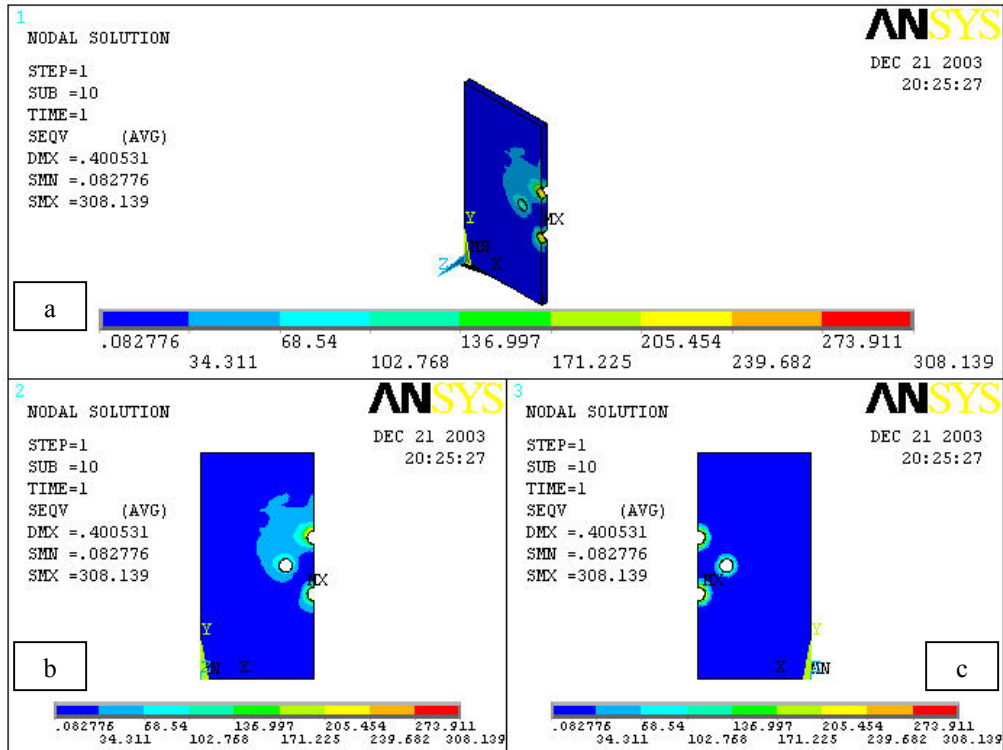 1
ANSYS
NODAL SOLUTION
DEC 21 2003
20:25:27
STEP=1
SUB =10
TIME=1
SEQV (AVG)
DMX =.400531
SMN =.082776
SMX =308.139
MX
Y
MN
Z X
a
.082776 68.54 136.997 205.454 273.911
34.311 102.768 171.225 239.682 308.139
2
ANSYS
NODAL SOLUTION
DEC 21 2003
20:25:27
STEP=1
SUB =10
TIME=1
SEQV (AVG)
DMX =.400531
SMN =.082776
SMX =308.139
MX
Y
X
b
.082776 68.54 136.997 205.454 273.911
34.311 102.768 171.225 239.682 308.139
3
ANSYS
NODAL SOLUTION
DEC 21 2003
20:25:27
STEP=1
SUB =10
TIME=1
SEQV (AVG)
DMX =.400531
SMN =.082776
SMX =308.139
MX
Y
X
c
.082776 68.54 136.997 205.454 273.911
34.311 102.768 171.225 239.682 308.139